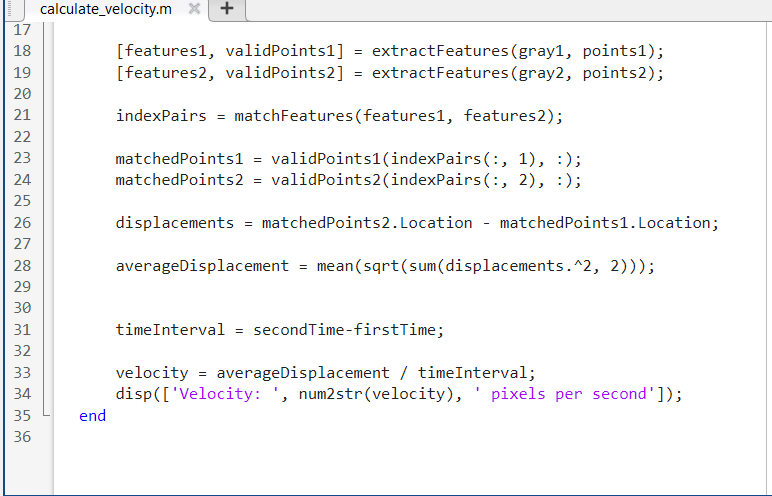 calculate_velocity.m
17
18 [features1, validPoints1] = extractFeatures(gray1, points1);
19 [features2, validPoints2] = extractFeatures(gray2, points2);
20
21 indexPairs = matchFeatures(features1, features2);
22
23 matchedPoints1 = validPoints1(indexPairs(:, 1), :);
24 matchedPoints2 = validPoints2(indexPairs(:, 2), :);
25
26 displacements = matchedPoints2.Location - matchedPoints1.Location;
27
28 averageDisplacement = mean(sqrt(sum(displacements.^2, 2)));
29
30
31 timeInterval = secondTime-firstTime;
32
33 velocity = averageDisplacement / timeInterval;
34 disp(['Velocity: ', num2str(velocity), ' pixels per second']);
35 end
36